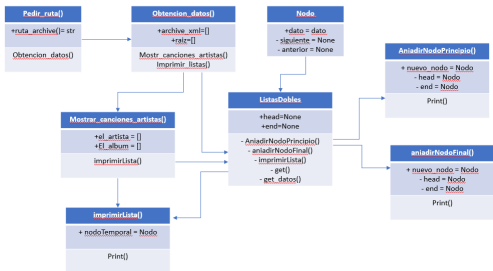 Pedir_ruta()
+ruta_archive()= str
Obtencion_datos()
Obtencion_datos()
+archive_xml=[]
+raiz=[]
Mostr_canciones_artistas()
Imprimir_listas()
Nodo
+dato = dato
- siguiente = None
- anterior = None
AniadirNodoPrincipio()
+ nuevo_nodo = Nodo
- head = Nodo
- end = Nodo
Print()
Mostrar_canciones_artistas()
+el_artista = []
+El_album = []
imprimirLista()
ListasDobles
+head=None
+end=None
- AniadirNodoPrincipio()
- aniadirNodoFinal()
- imprimirLista()
- get()
- get_datos()
aniadirNodoFinal()
+ nuevo_nodo = Nodo
- head = Nodo
- end = Nodo
Print()
imprimirLista()
+ nodoTemporal = Nodo
Print()